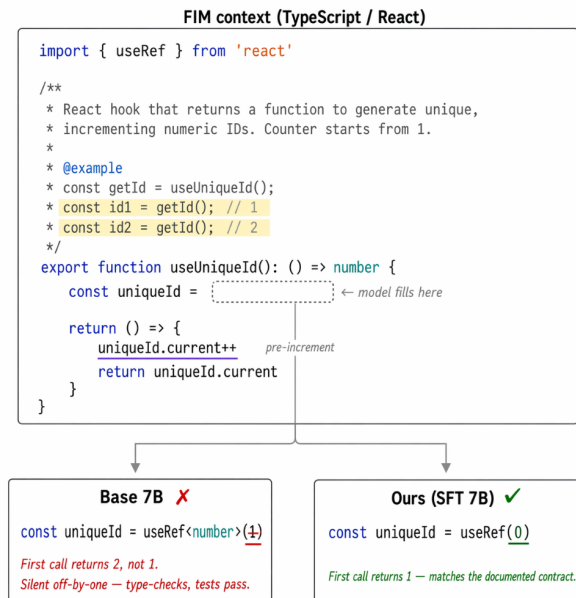 FIM context (TypeScript / React)
import { useRef } from 'react'
/**
* React hook that returns a function to generate unique,
* incrementing numeric IDs. Counter starts from 1.
*
* @example
* const getId = useUniqueId();
* const id1 = getId(); // 1
* const id2 = getId(); // 2
*/
export function useUniqueId(): () => number {
const uniqueId =
← model fills here
return () => {
uniqueId.current++
pre-increment
return uniqueId.current
}
}
Base 7B ✗
const uniqueId = useRef<number>(1)
First call returns 2, not 1.
Silent off-by-one — type-checks, tests pass.
Ours (SFT 7B) ✓
const uniqueId = useRef(0)
First call returns 1 — matches the documented contract.